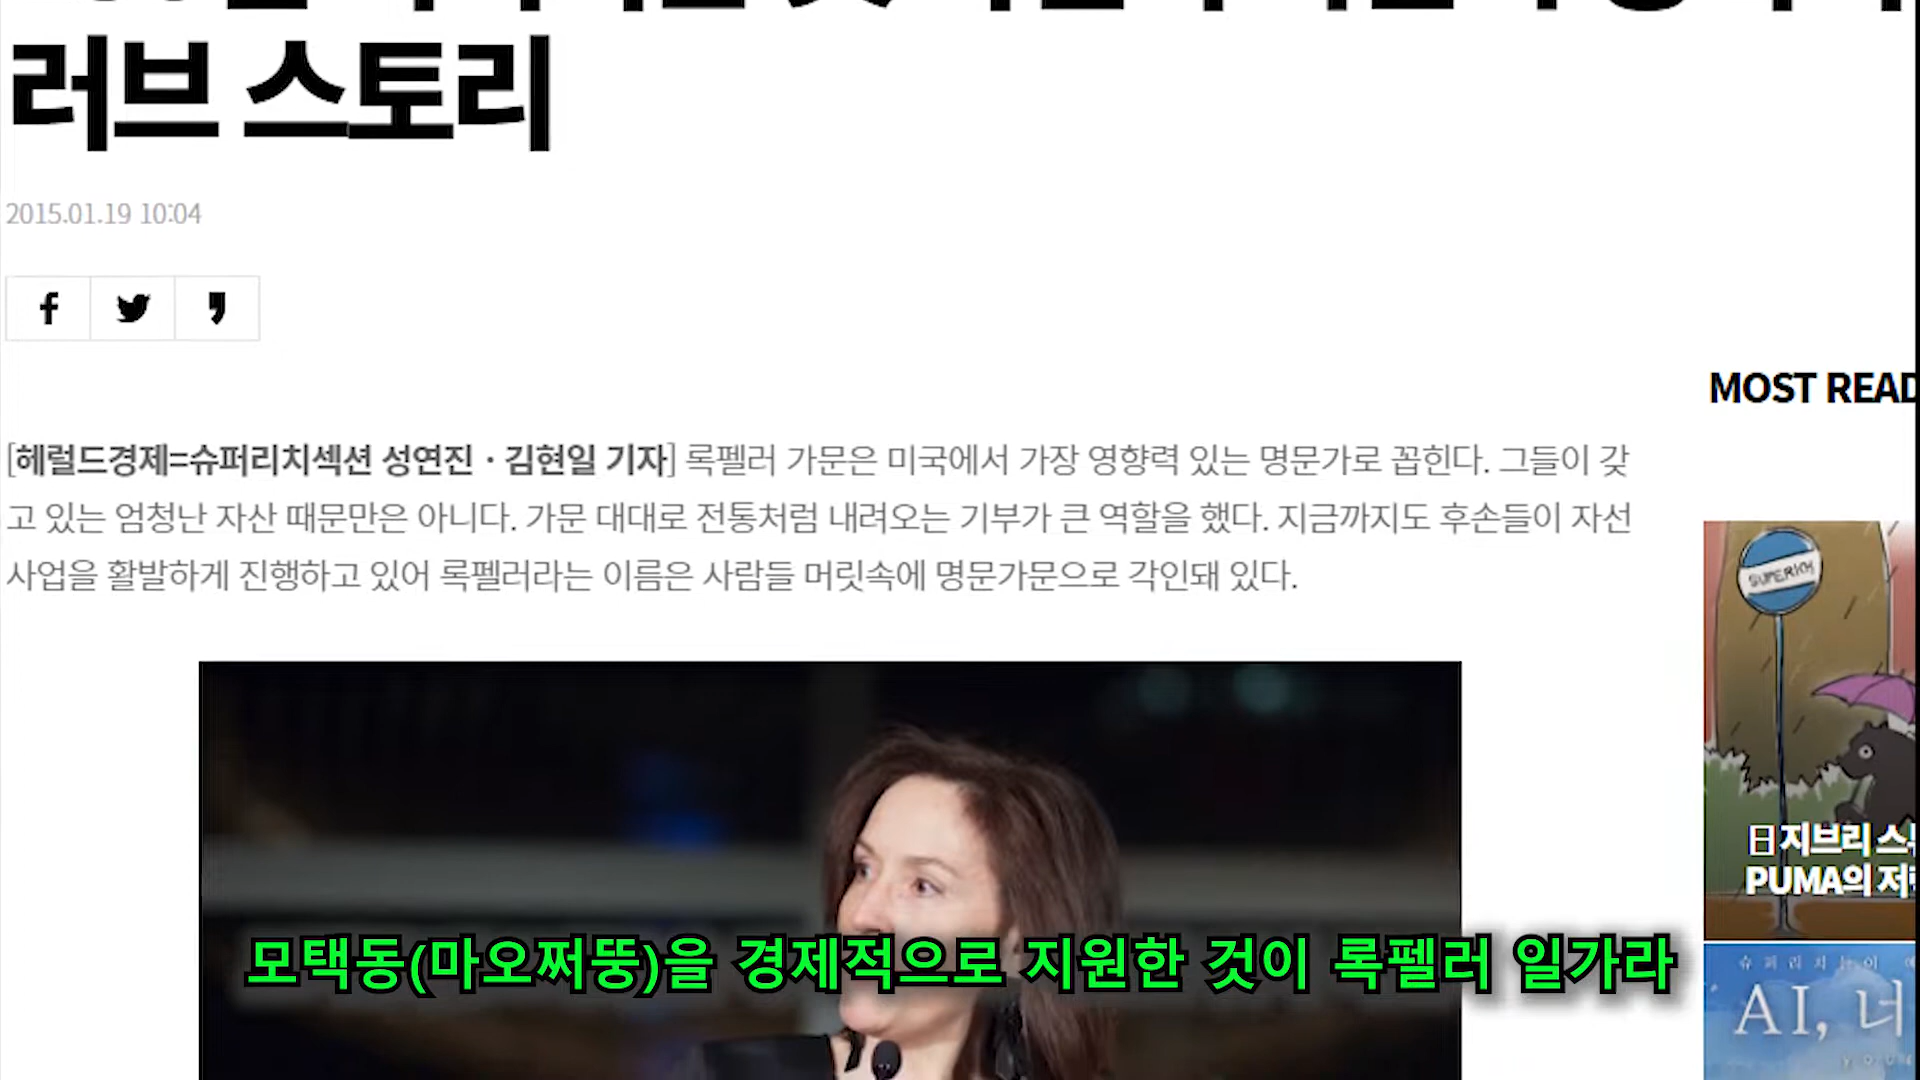 러브 스토리
2015.01.19 10:04
MOST READ
[헤럴드경제=슈퍼리치섹션 성연진 · 김현일 기자] 록펠러 가문은 미국에서 가장 영향력 있는 명문가로 꼽힌다. 그들이 갖
고 있는 엄청난 자산 때문만은 아니다. 가문 대대로 전통처럼 내려오는 기부가 큰 역할을 했다. 지금까지도 후손들이 자선
사업을 활발하게 진행하고 있어 록펠러라는 이름은 사람들 머릿속에 명문가문으로 각인돼 있다.
SUPERICH
日지브리
PUMA의
모택동(마오쩌뚱)을 경제적으로 지원한 것이 록펠러 일가라
슈퍼리치들이
AI, 너